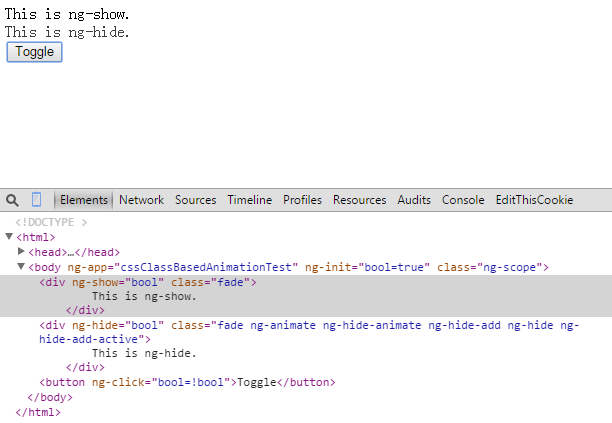 This is ng-show.
This is ng-hide.
Toggle
Elements Network Sources Timeline Profiles Resources Audits Console EditThisCookie
<!DOCTYPE >
<html>
<head>…</head>
<body ng-app="cssClassBasedAnimationTest" ng-init="bool=true" class="ng-scope">
<div ng-show="bool" class="fade">
This is ng-show.
</div>
<div ng-hide="bool" class="fade ng-animate ng-hide-animate ng-hide-add ng-hide ng-
hide-add-active">
This is ng-hide.
</div>
<button ng-click="bool=!bool">Toggle</button>
</body>
</html>